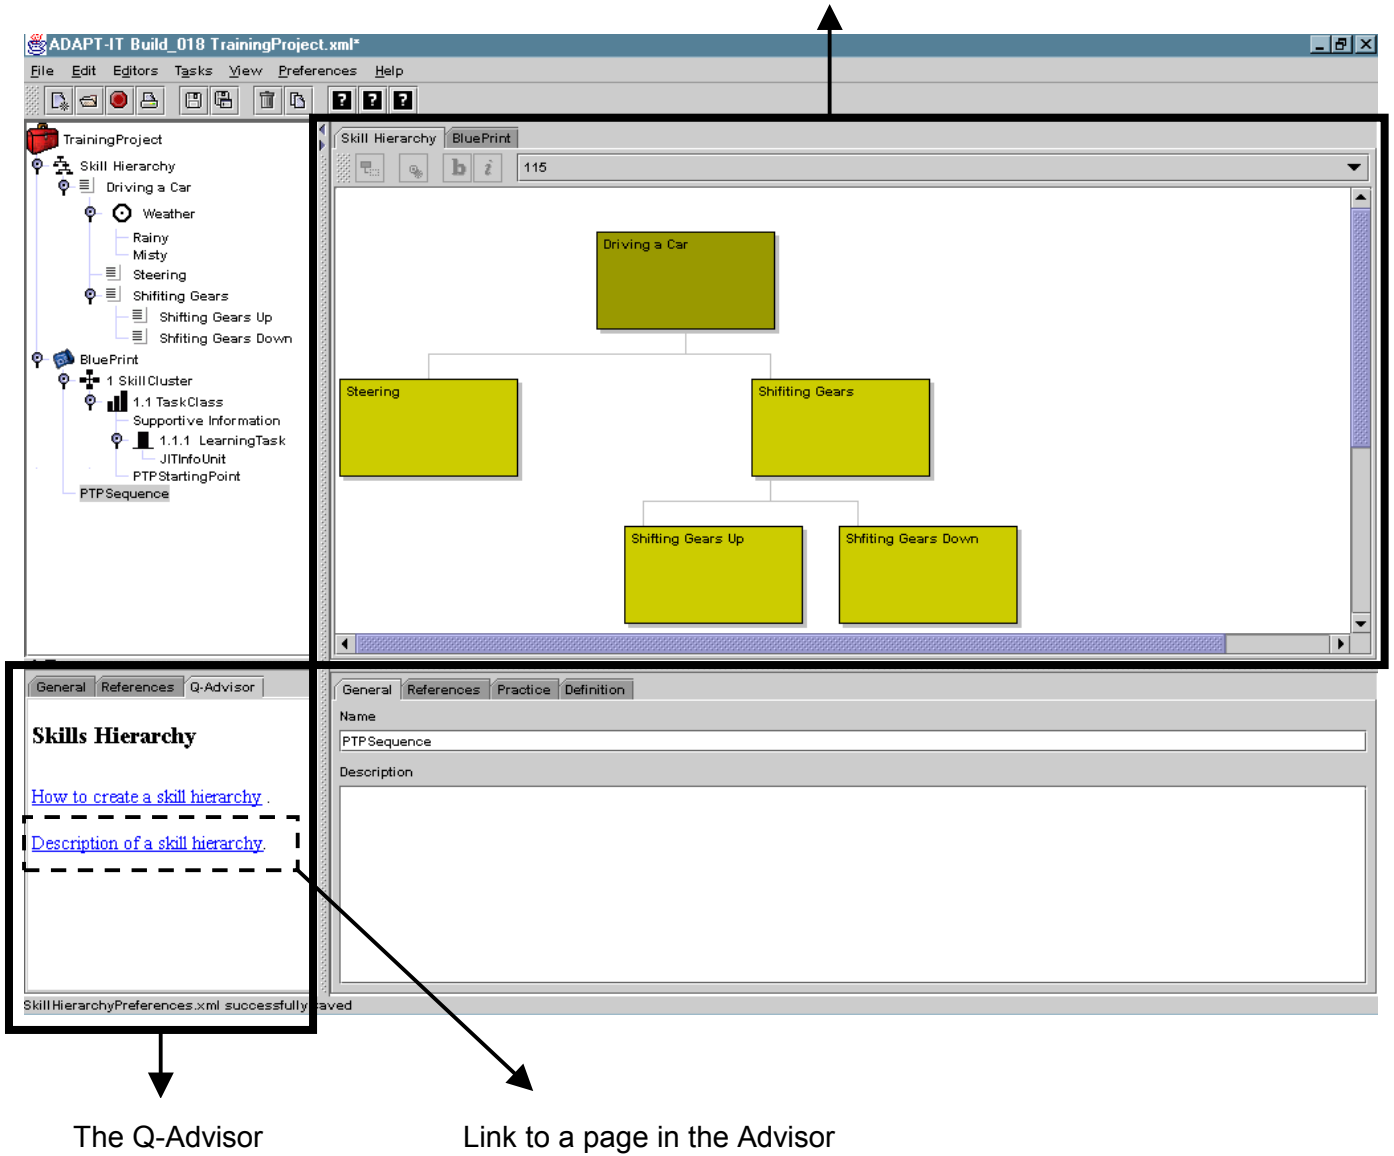 ADAPT-IT Build_018 TrainingProject.xml*
File Edit Editors Tasks View Preferences Help
? ? ?
TrainingProject
Skill Hierarchy
Driving a Car
Weather
Rainy
Misty
Steering
Shifiting Gears
Shifting Gears Up
Shfiting Gears Down
BluePrint
1 SkillCluster
1.1 TaskClass
Supportive Information
1.1.1 LearningTask
JITInfoUnit
PTPStartingPoint
PTPSequence
Skill Hierarchy BluePrint
b i 115
Driving a Car
Steering
Shifiting Gears
Shifting Gears Up
Shfiting Gears Down
General References Q-Advisor
Skills Hierarchy
How to create a skill hierarchy .
Description of a skill hierarchy.
General References Practice Definition
Name
PTPSequence
Description
SkillHierarchyPreferences.xml successfully saved
The Q-Advisor
Link to a page in the Advisor